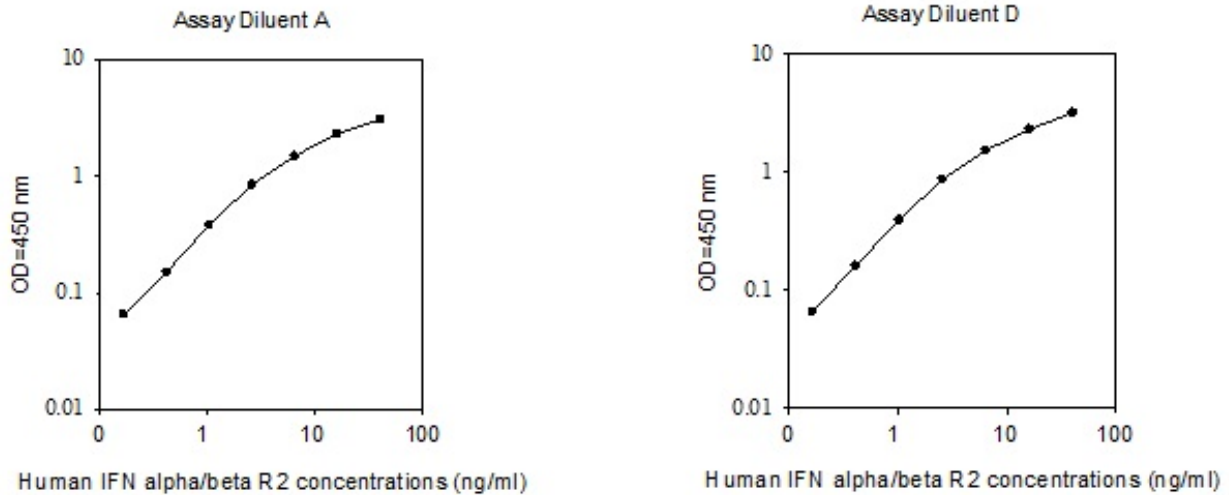 Assay Diluent A
10
1
0.1
0.01
0
1
10
100
OD=450 nm
Human IFN alpha/beta R2 concentrations (ng/ml)
Assay Diluent D
10
1
0.1
0.01
0
1
10
100
OD=450 nm
Human IFN alpha/beta R2 concentrations (ng/ml)